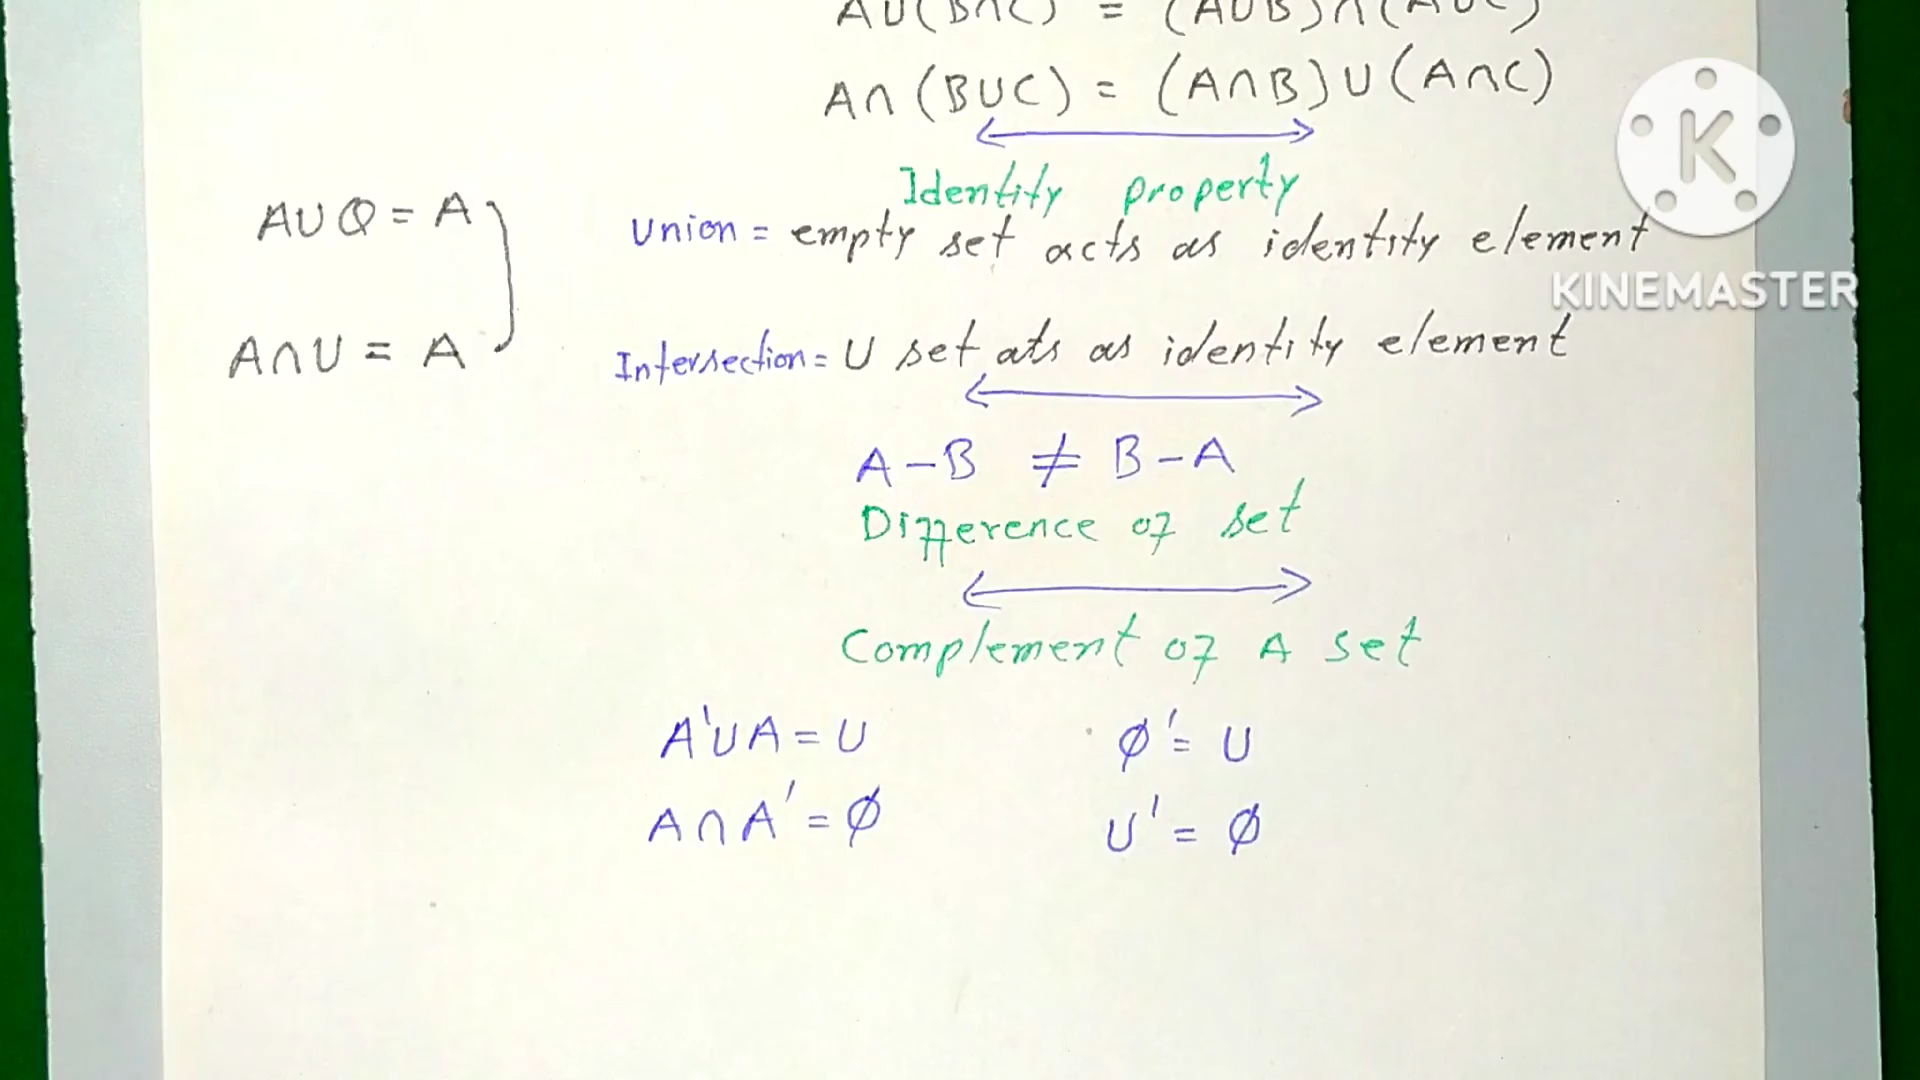 A∪(B∩C) = (A∪B)∩(A∪C)
A∩(B∪C) = (A∩B)∪(A∩C)
Identity property
A∪Q = A
Union = empty set acts as identity element
A∩U = A
Intersection = U set ats as identity element
A-B ≠ B-A
Difference of set
Complement of A set
A'∪A = U
ϕ' = U
A∩A' = ϕ
U' = ϕ
K
KINEMASTER